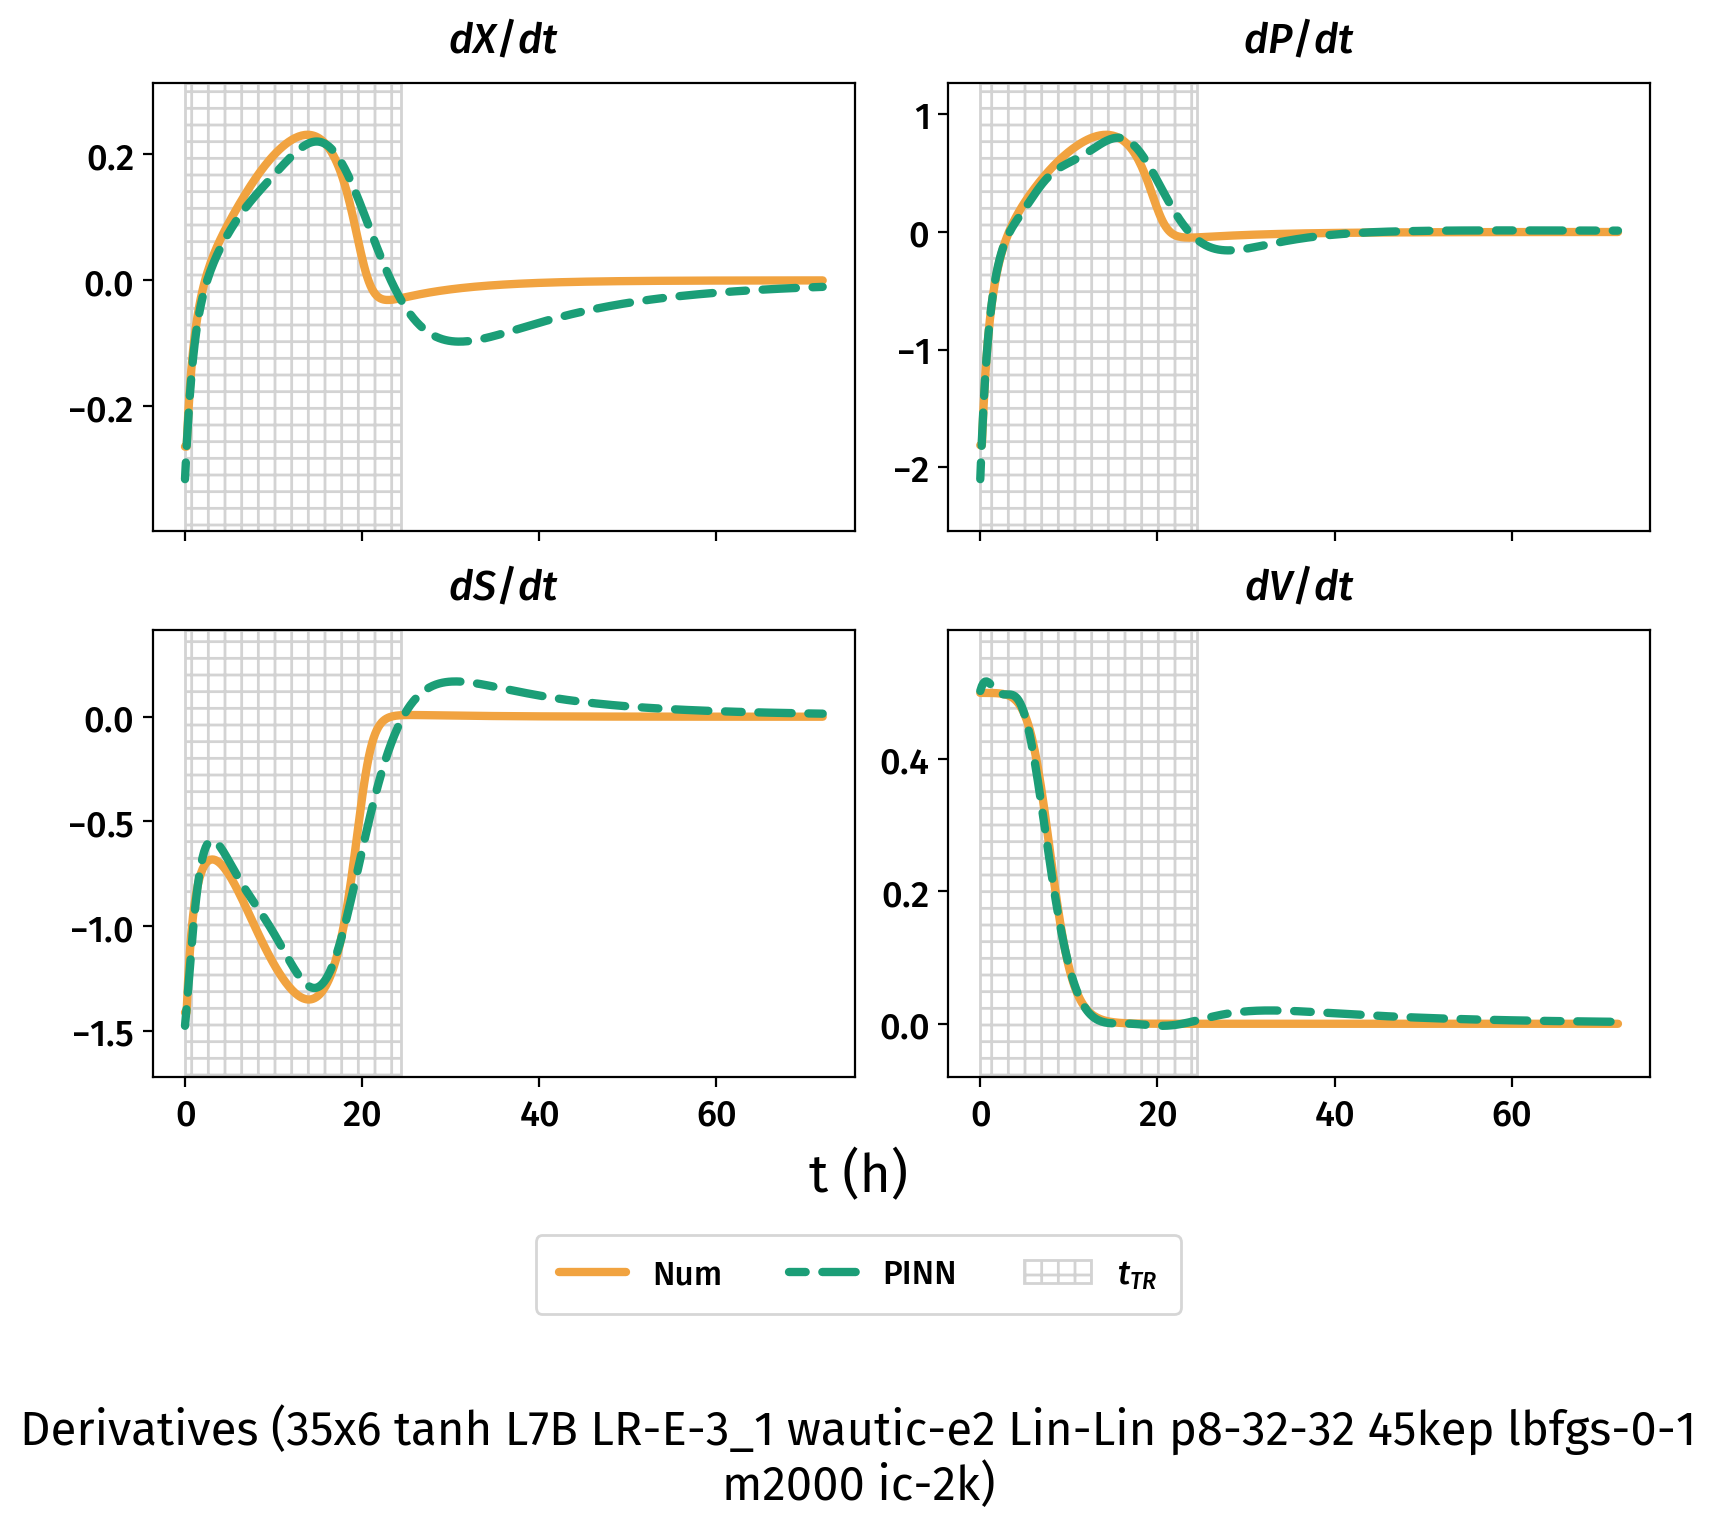 dX/dt
dP/dt
0.2
0.0
−0.2
1
0
−1
−2
dS/dt
dV/dt
0.0
−0.5
−1.0
−1.5
0.4
0.2
0.0
0 20 40 60
0 20 40 60
t (h)
Num PINN t_TR
Derivatives (35x6 tanh L7B LR-E-3_1 wautic-e2 Lin-Lin p8-32-32 45kep lbfgs-0-1
m2000 ic-2k)